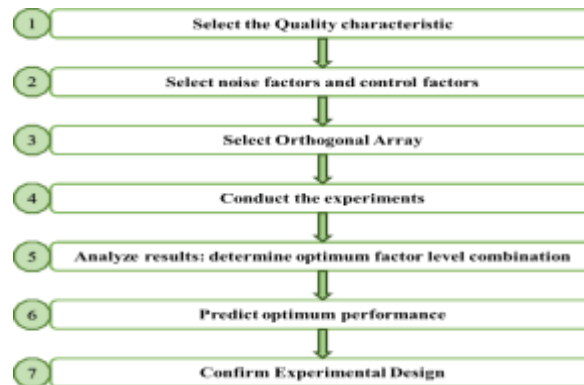 1 Select the Quality characteristic
2 Select noise factors and control factors
3 Select Orthogonal Array
4 Conduct the experiments
5 Analyze results: determine optimum factor level combination
6 Predict optimum performance
7 Confirm Experimental Design